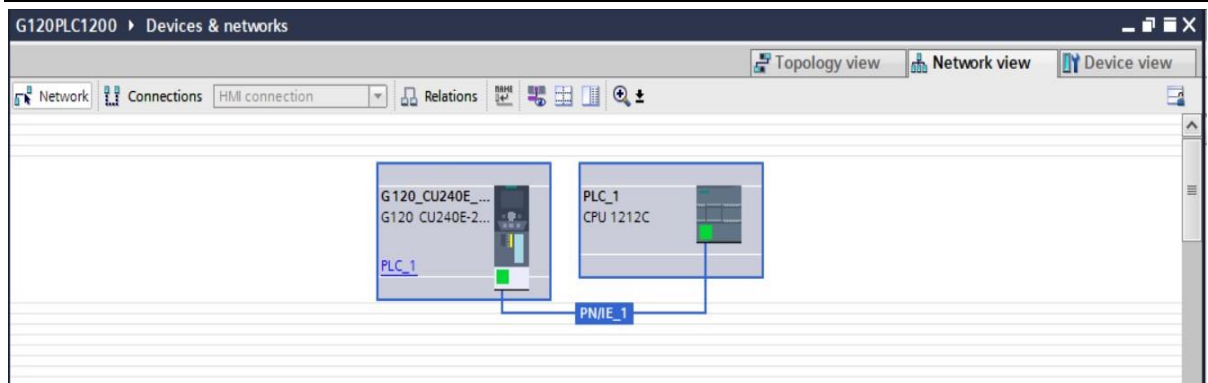 G120PLC1200 ▸ Devices & networks
Topology view Network view Device view
Network Connections HMI connection Relations
G120_CU240E_...
G120 CU240E-2...
PLC_1
PLC_1
CPU 1212C
PN/IE_1